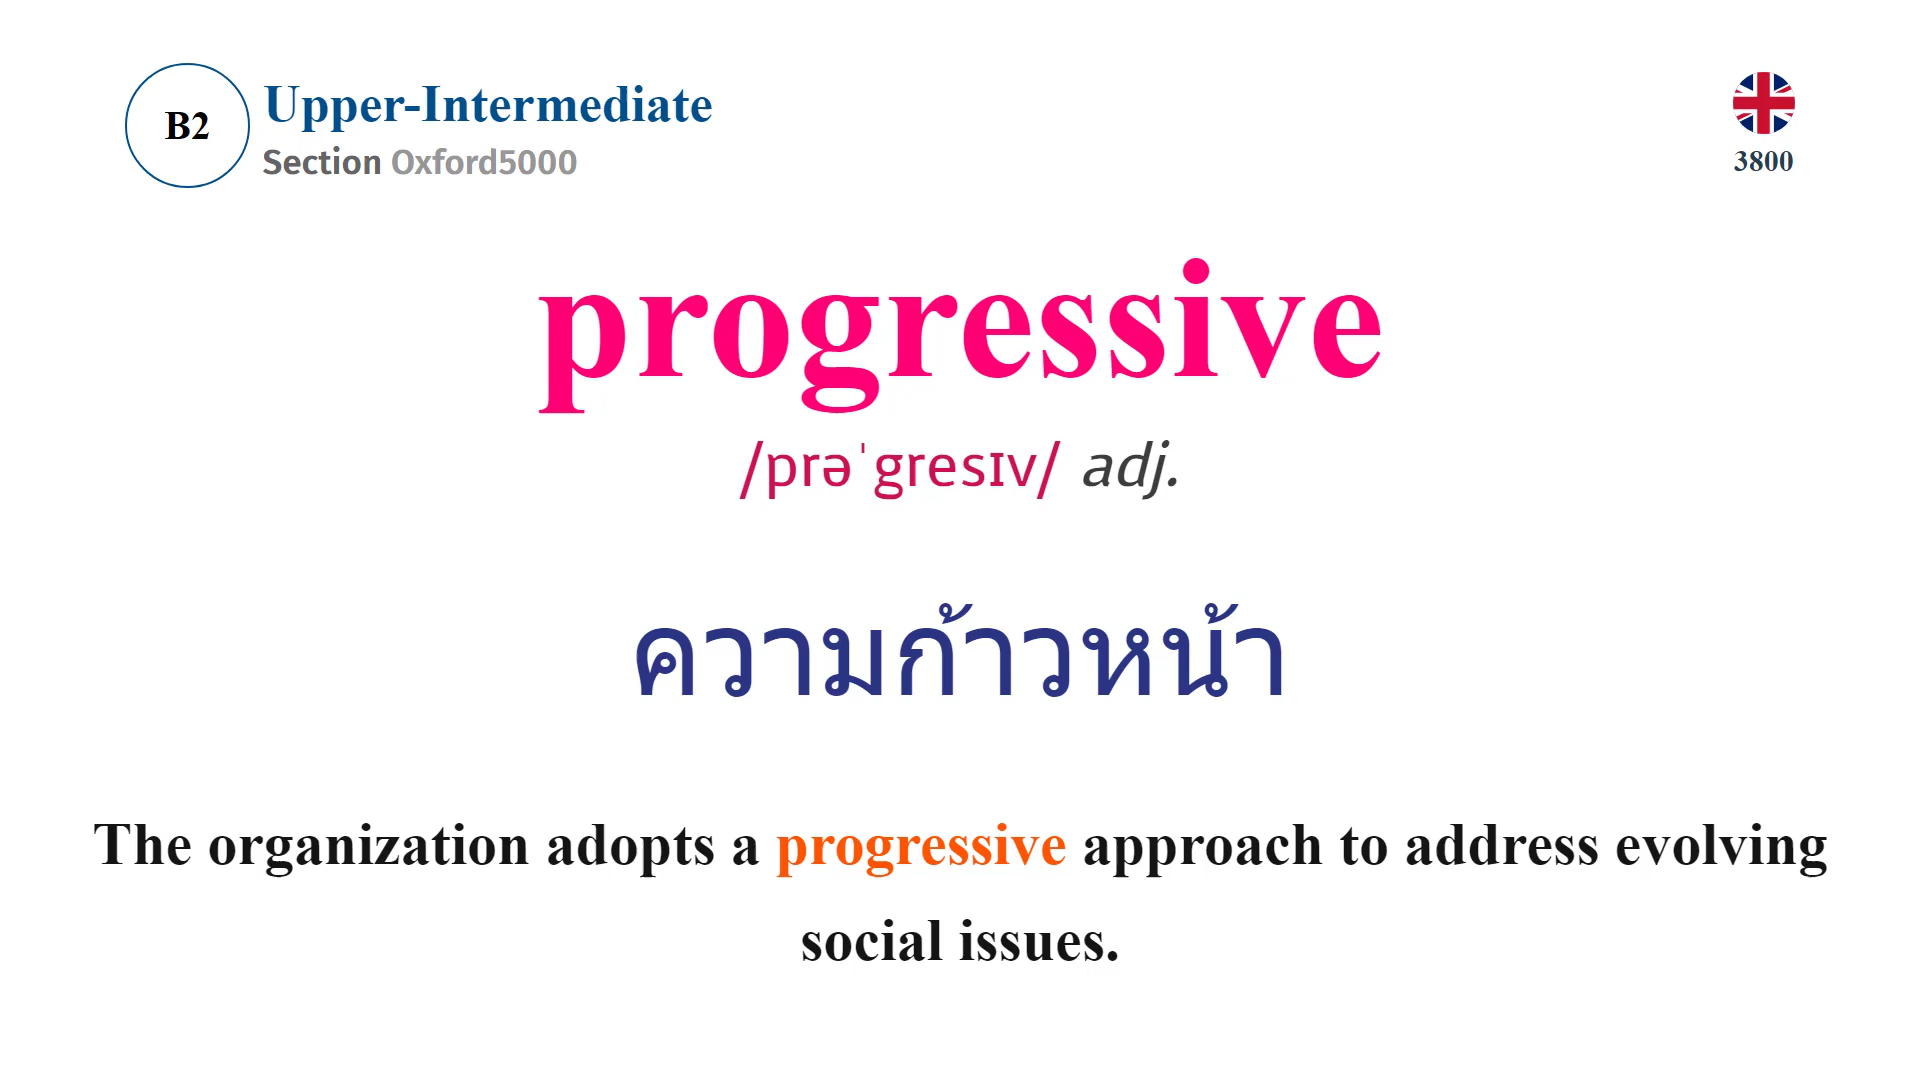 B2
Upper-Intermediate
Section Oxford5000
3800
progressive
/prəˈɡresɪv/ adj.
ความก้าวหน้า
The organization adopts a progressive approach to address evolving
social issues.